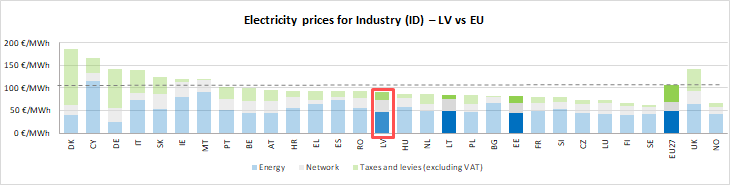 Electricity prices for Industry (ID) – LV vs EU
200 €/MWh
150 €/MWh
100 €/MWh
50 €/MWh
0 €/MWh
DK CY DE IT SK IE MT PT BE AT HR EL ES RO LV HU NL LT PL BG EE FR SI CZ LU FI SE EU27 UK NO
Energy Network Taxes and levies (excluding VAT)